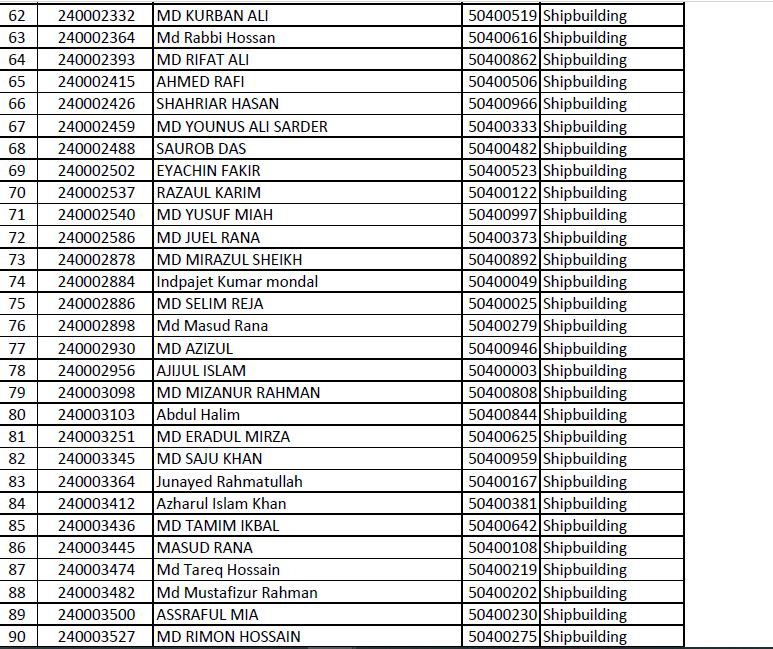 62 240002332 MD KURBAN ALI 50400519 Shipbuilding
63 240002364 Md Rabbi Hossan 50400616 Shipbuilding
64 240002393 MD RIFAT ALI 50400862 Shipbuilding
65 240002415 AHMED RAFI 50400506 Shipbuilding
66 240002426 SHAHRIAR HASAN 50400966 Shipbuilding
67 240002459 MD YOUNUS ALI SARDER 50400333 Shipbuilding
68 240002488 SAUROB DAS 50400482 Shipbuilding
69 240002502 EYACHIN FAKIR 50400523 Shipbuilding
70 240002537 RAZAUL KARIM 50400122 Shipbuilding
71 240002540 MD YUSUF MIAH 50400997 Shipbuilding
72 240002586 MD JUEL RANA 50400373 Shipbuilding
73 240002878 MD MIRAZUL SHEIKH 50400892 Shipbuilding
74 240002884 Indpajet Kumar mondal 50400049 Shipbuilding
75 240002886 MD SELIM REJA 50400025 Shipbuilding
76 240002898 Md Masud Rana 50400279 Shipbuilding
77 240002930 MD AZIZUL 50400946 Shipbuilding
78 240002956 AJIJUL ISLAM 50400003 Shipbuilding
79 240003098 MD MIZANUR RAHMAN 50400808 Shipbuilding
80 240003103 Abdul Halim 50400844 Shipbuilding
81 240003251 MD ERADUL MIRZA 50400625 Shipbuilding
82 240003345 MD SAJU KHAN 50400959 Shipbuilding
83 240003364 Junayed Rahmatullah 50400167 Shipbuilding
84 240003412 Azharul Islam Khan 50400381 Shipbuilding
85 240003436 MD TAMIM IKBAL 50400642 Shipbuilding
86 240003445 MASUD RANA 50400108 Shipbuilding
87 240003474 Md Tareq Hossain 50400219 Shipbuilding
88 240003482 Md Mustafizur Rahman 50400202 Shipbuilding
89 240003500 ASSRAFUL MIA 50400230 Shipbuilding
90 240003527 MD RIMON HOSSAIN 50400275 Shipbuilding